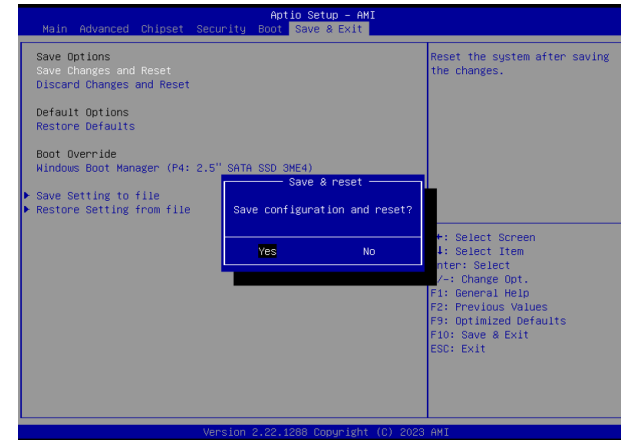 Aptio Setup - AMI
Main Advanced Chipset Security Boot Save & Exit
Save Options
Save Changes and Reset
Discard Changes and Reset
Default Options
Restore Defaults
Boot Override
Windows Boot Manager (P4: 2.5" SATA SSD 3ME4)
Save Setting to file
Restore Setting from file
Save & reset
Save configuration and reset?
Yes No
Reset the system after saving
the changes.
: Select Screen
: Select Item
nter: Select
/-: Change Opt.
F1: General Help
F2: Previous Values
F9: Optimized Defaults
F10: Save & Exit
ESC: Exit
Version 2.22.1288 Copyright (C) 2023 AMI